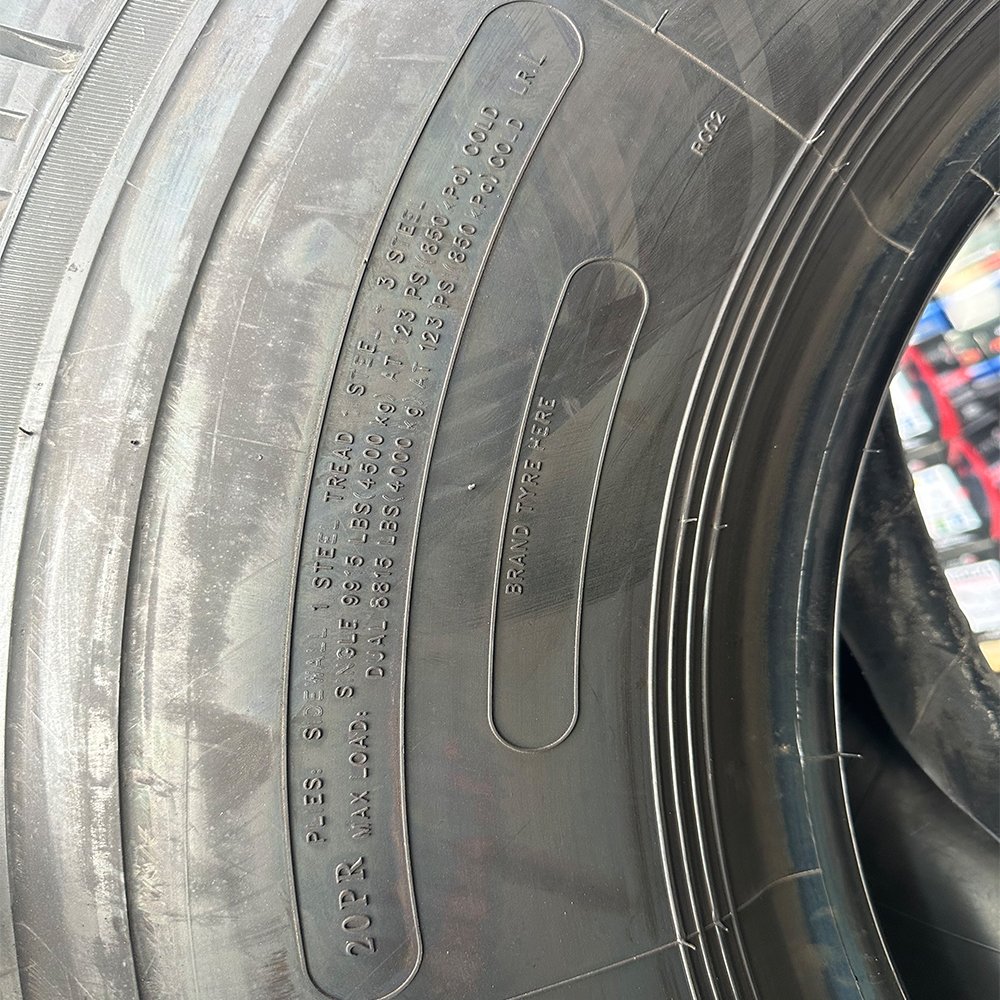 PLIES: SIDEWALL 1 STEEL TREAD 1 STEEL + 3 STEEL
20PR MAX LOAD: SINGLE 9915 LBS(4500 kg) AT 123 PSI(850 kPa) COLD
DUAL 8815 LBS(4000 kg) AT 123 PSI(850 kPa) COLD L.R.L
BRAND TYRE HERE
RG02